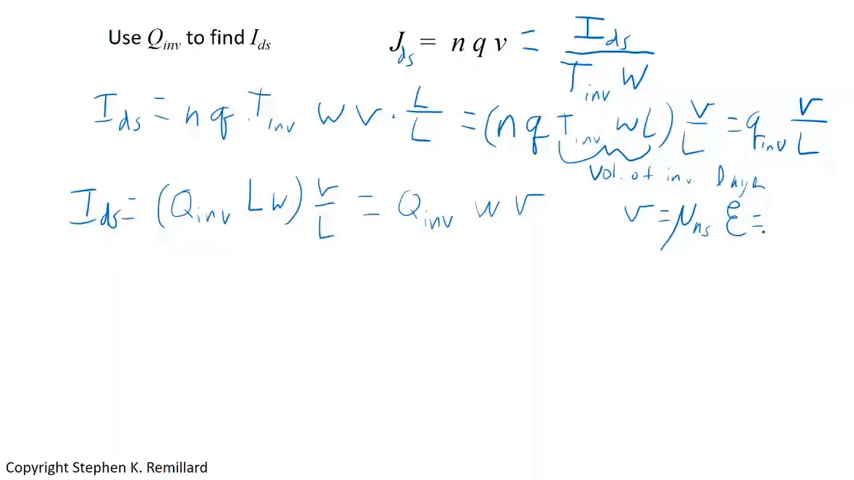 Use Q_inv to find I_ds
J_ds = n q v = I_ds / (T_inv W)
I_ds = n q T_inv w v · L/L = (n q T_inv w L) v/L = q_inv v/L
Vol. of inv layer
I_ds = (Q_inv L w) v/L = Q_inv w v
v = μ_ns ℰ =
Copyright Stephen K. Remillard